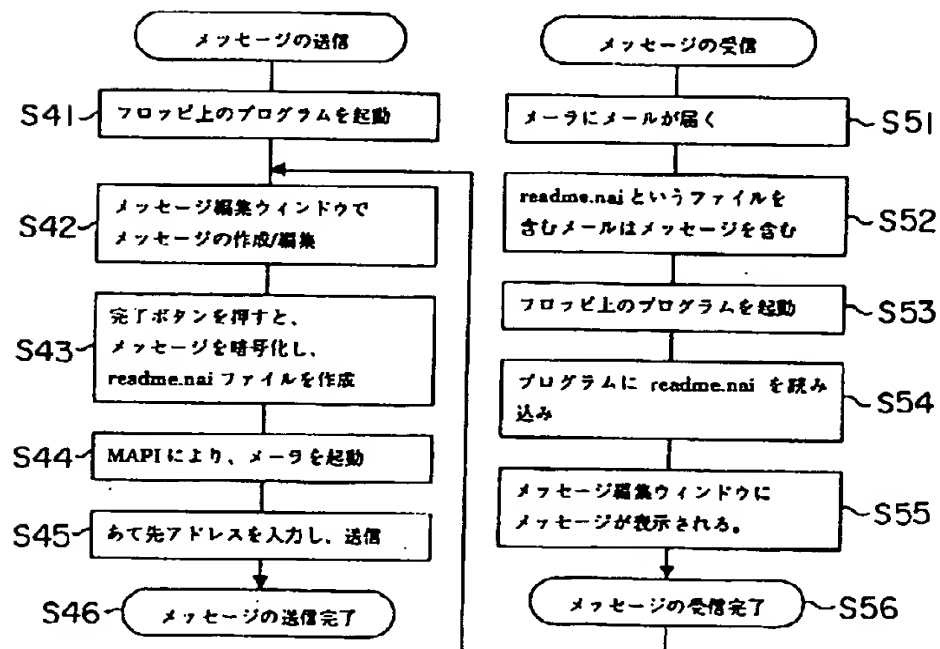 メッセージの送信
S41
フロッピ上のプログラムを起動
S42
メッセージ編集ウィンドウで
メッセージの作成/編集
S43
完了ボタンを押すと、
メッセージを暗号化し、
readme.nai ファイルを作成
S44
MAPIにより、メーラを起動
S45
あて先アドレスを入力し、送信
S46
メッセージの送信完了
メッセージの受信
メーラにメールが届く
S51
readme.nai というファイルを
含むメールはメッセージを含む
S52
フロッピ上のプログラムを起動
S53
プログラムに readme.nai を読み
込み
S54
メッセージ編集ウィンドウに
メッセージが表示される。
S55
メッセージの受信完了
S56